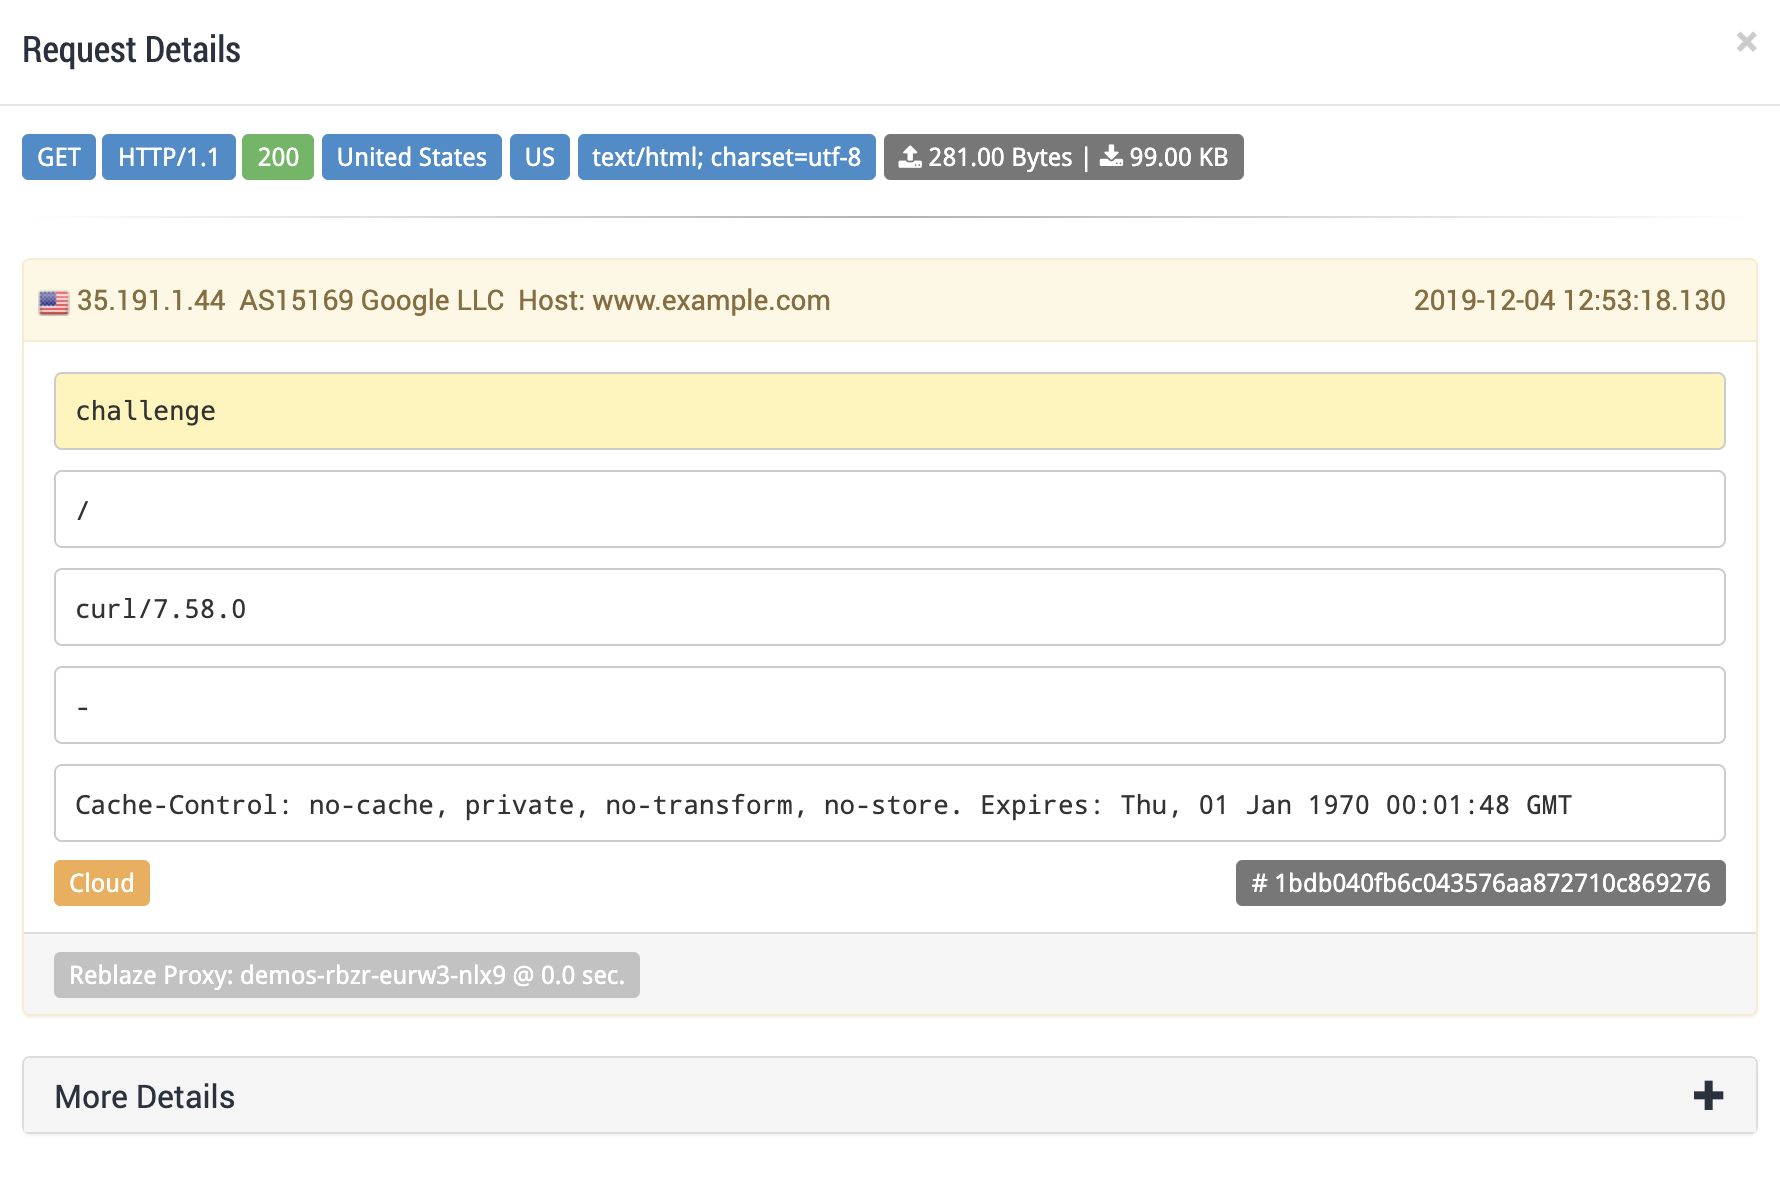 Request Details
GET HTTP/1.1 200 United States US text/html; charset=utf-8 281.00 Bytes | 99.00 KB
35.191.1.44 AS15169 Google LLC Host: www.example.com 2019-12-04 12:53:18.130
challenge
/
curl/7.58.0
-
Cache-Control: no-cache, private, no-transform, no-store. Expires: Thu, 01 Jan 1970 00:01:48 GMT
Cloud # 1bdb040fb6c043576aa872710c869276
Reblaze Proxy: demos-rbzr-eurw3-nlx9 @ 0.0 sec.
More Details